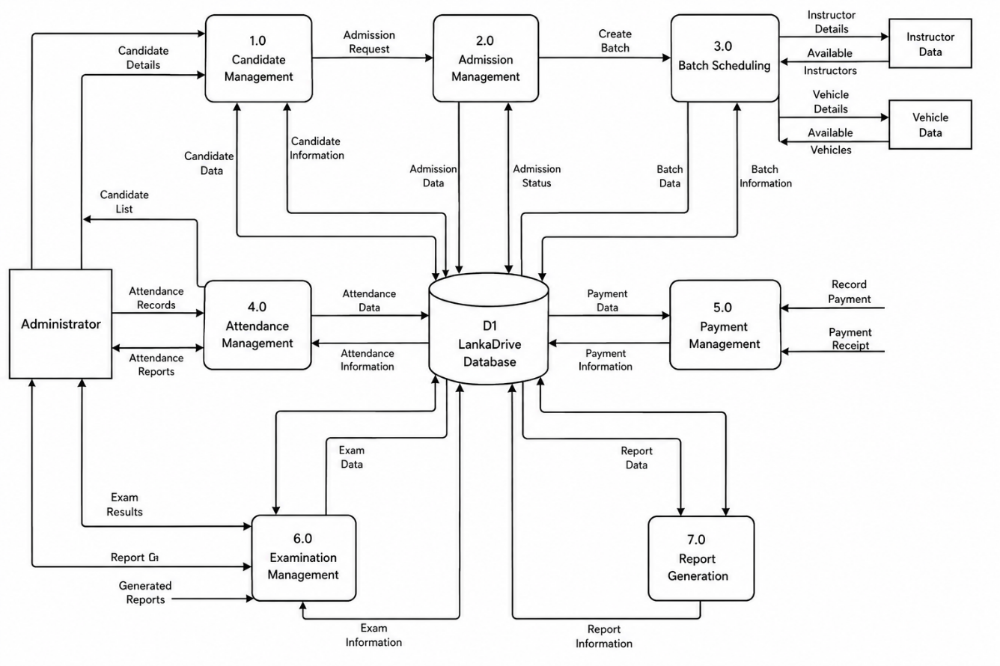 Instructor
Details
1.0
Candidate
Management
Admission
Request
2.0
Admission
Management
Create
Batch
3.0
Batch Scheduling
Instructor
Data
Available
Instructors
Candidate
Details
Vehicle
Details
Vehicle
Data
Available
Vehicles
Candidate
Data
Candidate
Information
Admission
Data
Admission
Status
Batch
Data
Batch
Information
Candidate
List
Administrator
Attendance
Records
4.0
Attendance
Management
Attendance
Data
D1
LankaDrive
Database
Payment
Data
5.0
Payment
Management
Record
Payment
Attendance
Reports
Attendance
Information
Payment
Information
Payment
Receipt
Exam
Data
Report
Data
Exam
Results
6.0
Examination
Management
7.0
Report
Generation
Report
Generated
Reports
Exam
Information
Report
Information